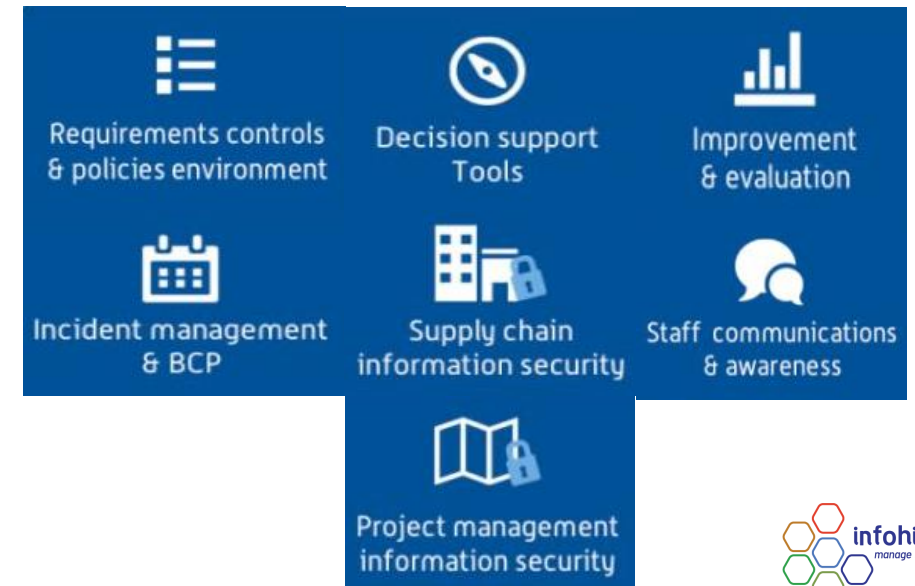 Requirements controls
& policies environment
Decision support
Tools
Improvement
& evaluation
Incident management
& BCP
Supply chain
information security
Staff communications
& awareness
Project management
information security
infohi
manage